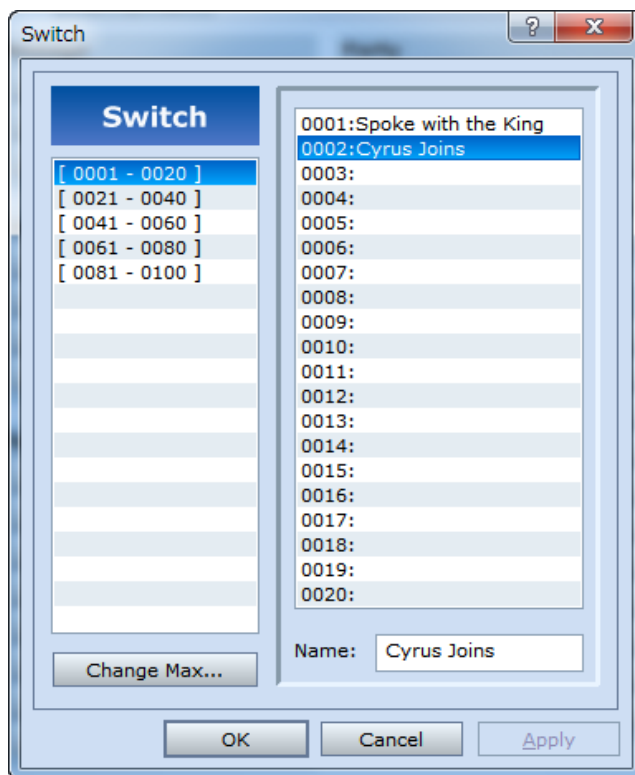 Switch
Switch
[ 0001 - 0020 ]
[ 0021 - 0040 ]
[ 0041 - 0060 ]
[ 0061 - 0080 ]
[ 0081 - 0100 ]
Change Max...
0001:Spoke with the King
0002:Cyrus Joins
0003:
0004:
0005:
0006:
0007:
0008:
0009:
0010:
0011:
0012:
0013:
0014:
0015:
0016:
0017:
0018:
0019:
0020:
Name: Cyrus Joins
OK Cancel Apply